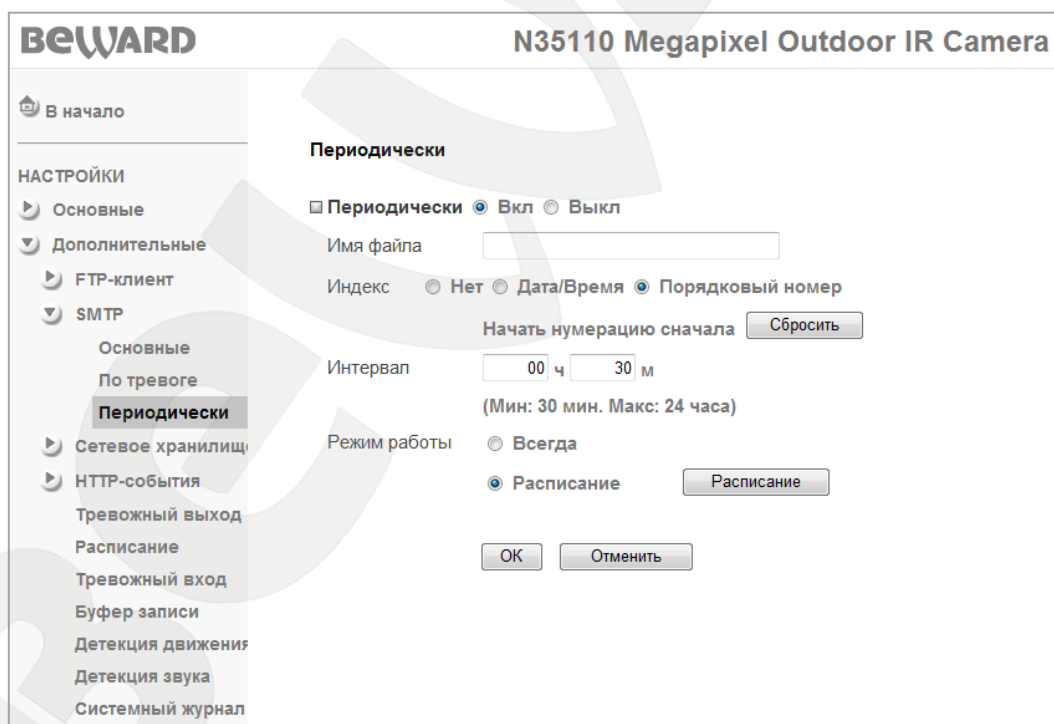 BEWARD
N35110 Megapixel Outdoor IR Camera
В начало
НАСТРОЙКИ
Основные
Дополнительные
FTP-клиент
SMTP
Основные
По тревоге
Периодически
Сетевое хранилищ
HTTP-события
Тревожный выход
Расписание
Тревожный вход
Буфер записи
Детекция движения
Детекция звука
Системный журнал
Периодически
Периодически Вкл Выкл
Имя файла
Индекс Нет Дата/Время Порядковый номер
Начать нумерацию сначала Сбросить
Интервал 00 ч 30 м
(Мин: 30 мин. Макс: 24 часа)
Режим работы Всегда
Расписание Расписание
ОК Отменить